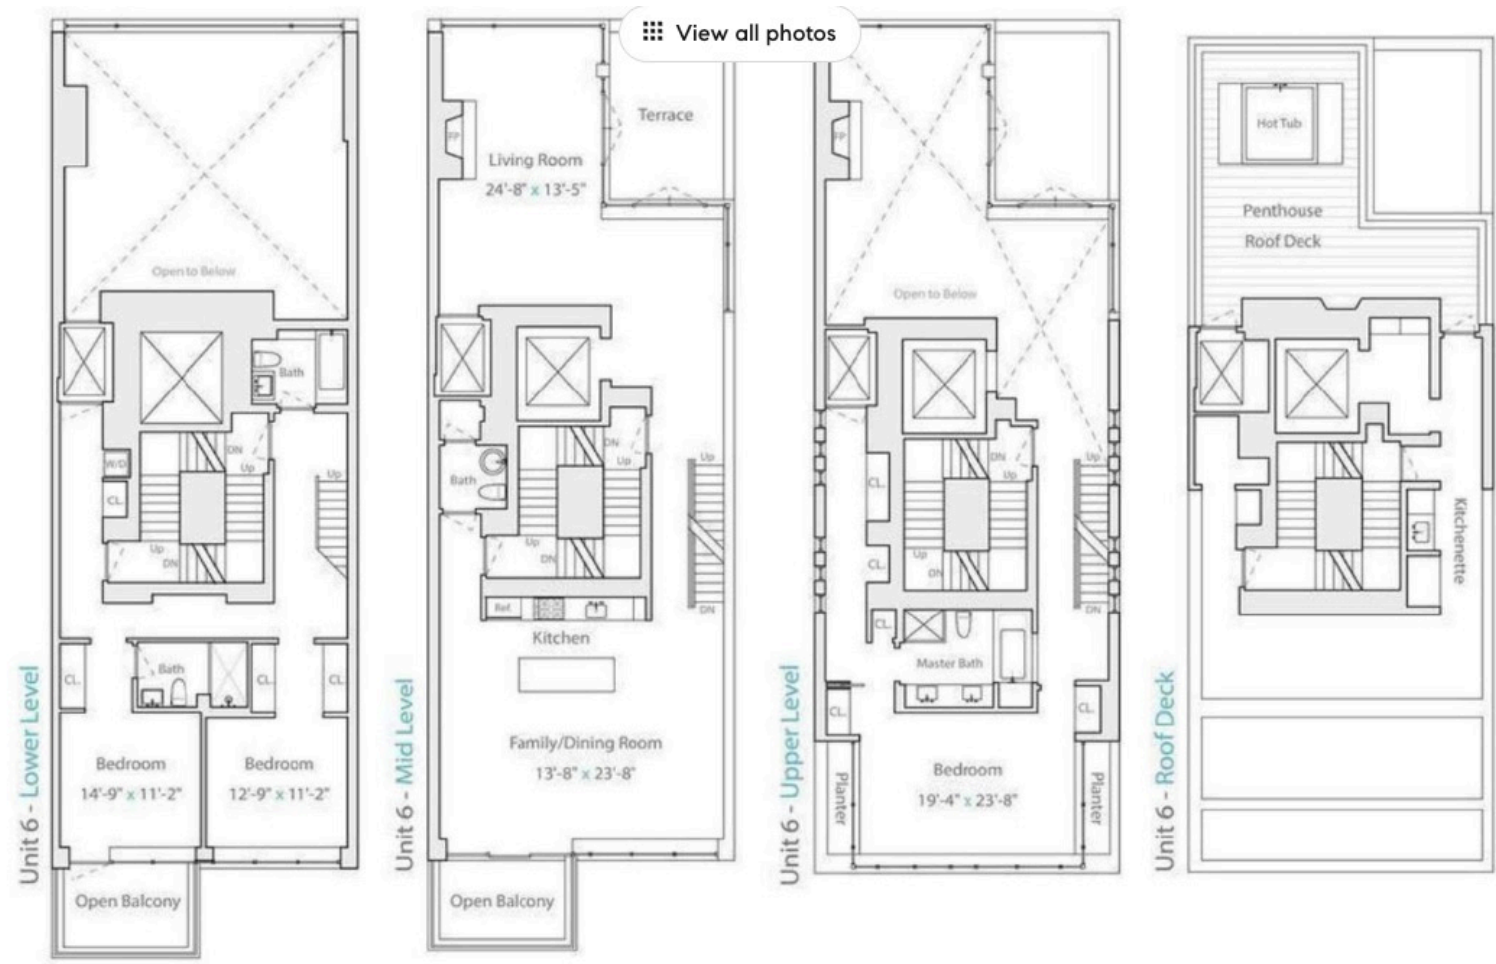 View all photos
Open to Below
Bath
W/D
CL.
DN
Up
Up
Up
DN
CL.
Bath
CL.
CL.
Bedroom
14'-9" x 11'-2"
Bedroom
12'-9" x 11'-2"
Open Balcony
Unit 6 - Lower Level
Terrace
FP
Living Room
24'-8" x 13'-5"
Bath
DN
Up
Up
DN
Up
DN
Ref.
Kitchen
Family/Dining Room
13'-8" x 23'-8"
Open Balcony
Unit 6 - Mid Level
FP
Open to Below
CL.
DN
Up
Up
DN
Up
DN
CL.
CL.
Master Bath
CL.
CL.
Planter
Bedroom
19'-4" x 23'-8"
Planter
Unit 6 - Upper Level
Hot Tub
Penthouse
Roof Deck
Kitchenette
Unit 6 - Roof Deck